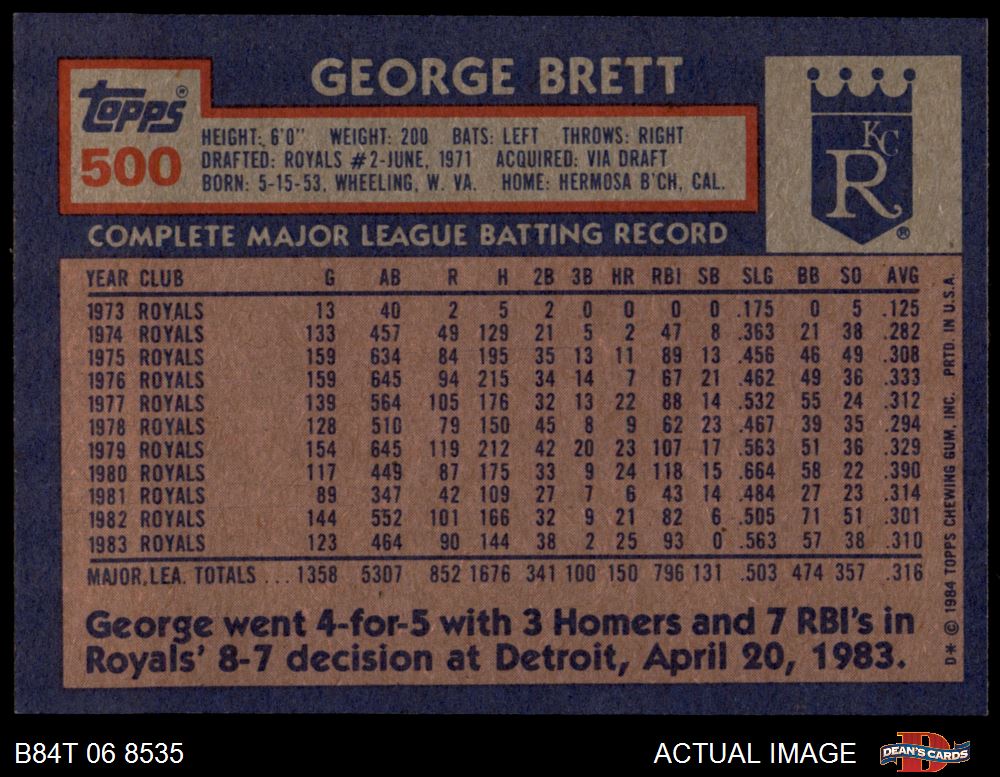 GEORGE BRETT
Topps®
500
HEIGHT: 6'0" WEIGHT: 200 BATS: LEFT THROWS: RIGHT
DRAFTED: ROYALS #2-JUNE, 1971 ACQUIRED: VIA DRAFT
BORN: 5-15-53, WHEELING, W. VA. HOME: HERMOSA B'CH, CAL.
KC
R®
COMPLETE MAJOR LEAGUE BATTING RECORD
YEAR CLUB G AB R H 2B 3B HR RBI SB SLG BB SO AVG
1973 ROYALS 13 40 2 5 2 0 0 0 0 .175 0 5 .125
1974 ROYALS 133 457 49 129 21 5 2 47 8 .363 21 38 .282
1975 ROYALS 159 634 84 195 35 13 11 89 13 .456 46 49 .308
1976 ROYALS 159 645 94 215 34 14 7 67 21 .462 49 36 .333
1977 ROYALS 139 564 105 176 32 13 22 88 14 .532 55 24 .312
1978 ROYALS 128 510 79 150 45 8 9 62 23 .467 39 35 .294
1979 ROYALS 154 645 119 212 42 20 23 107 17 .563 51 36 .329
1980 ROYALS 117 449 87 175 33 9 24 118 15 .664 58 22 .390
1981 ROYALS 89 347 42 109 27 7 6 43 14 .484 27 23 .314
1982 ROYALS 144 552 101 166 32 9 21 82 6 .505 71 51 .301
1983 ROYALS 123 464 90 144 38 2 25 93 0 .563 57 38 .310
MAJOR LEA. TOTALS ... 1358 5307 852 1676 341 100 150 796 131 .503 474 357 .316
George went 4-for-5 with 3 Homers and 7 RBI's in
Royals' 8-7 decision at Detroit, April 20, 1983.
D* © 1984 TOPPS CHEWING GUM, INC. PRTD. IN U.S.A.
B84T 06 8535
ACTUAL IMAGE
D
DEAN'S CARDS